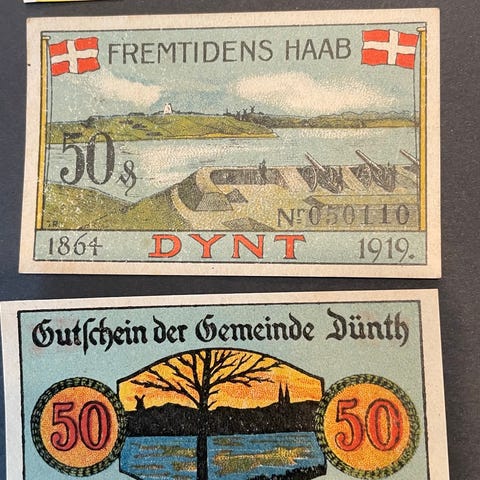 FREMTIDENS HAAB
50 ₰
Nr. 050110
1864 DYNT 1919.
Gutschein der Gemeinde Dünth
50 50